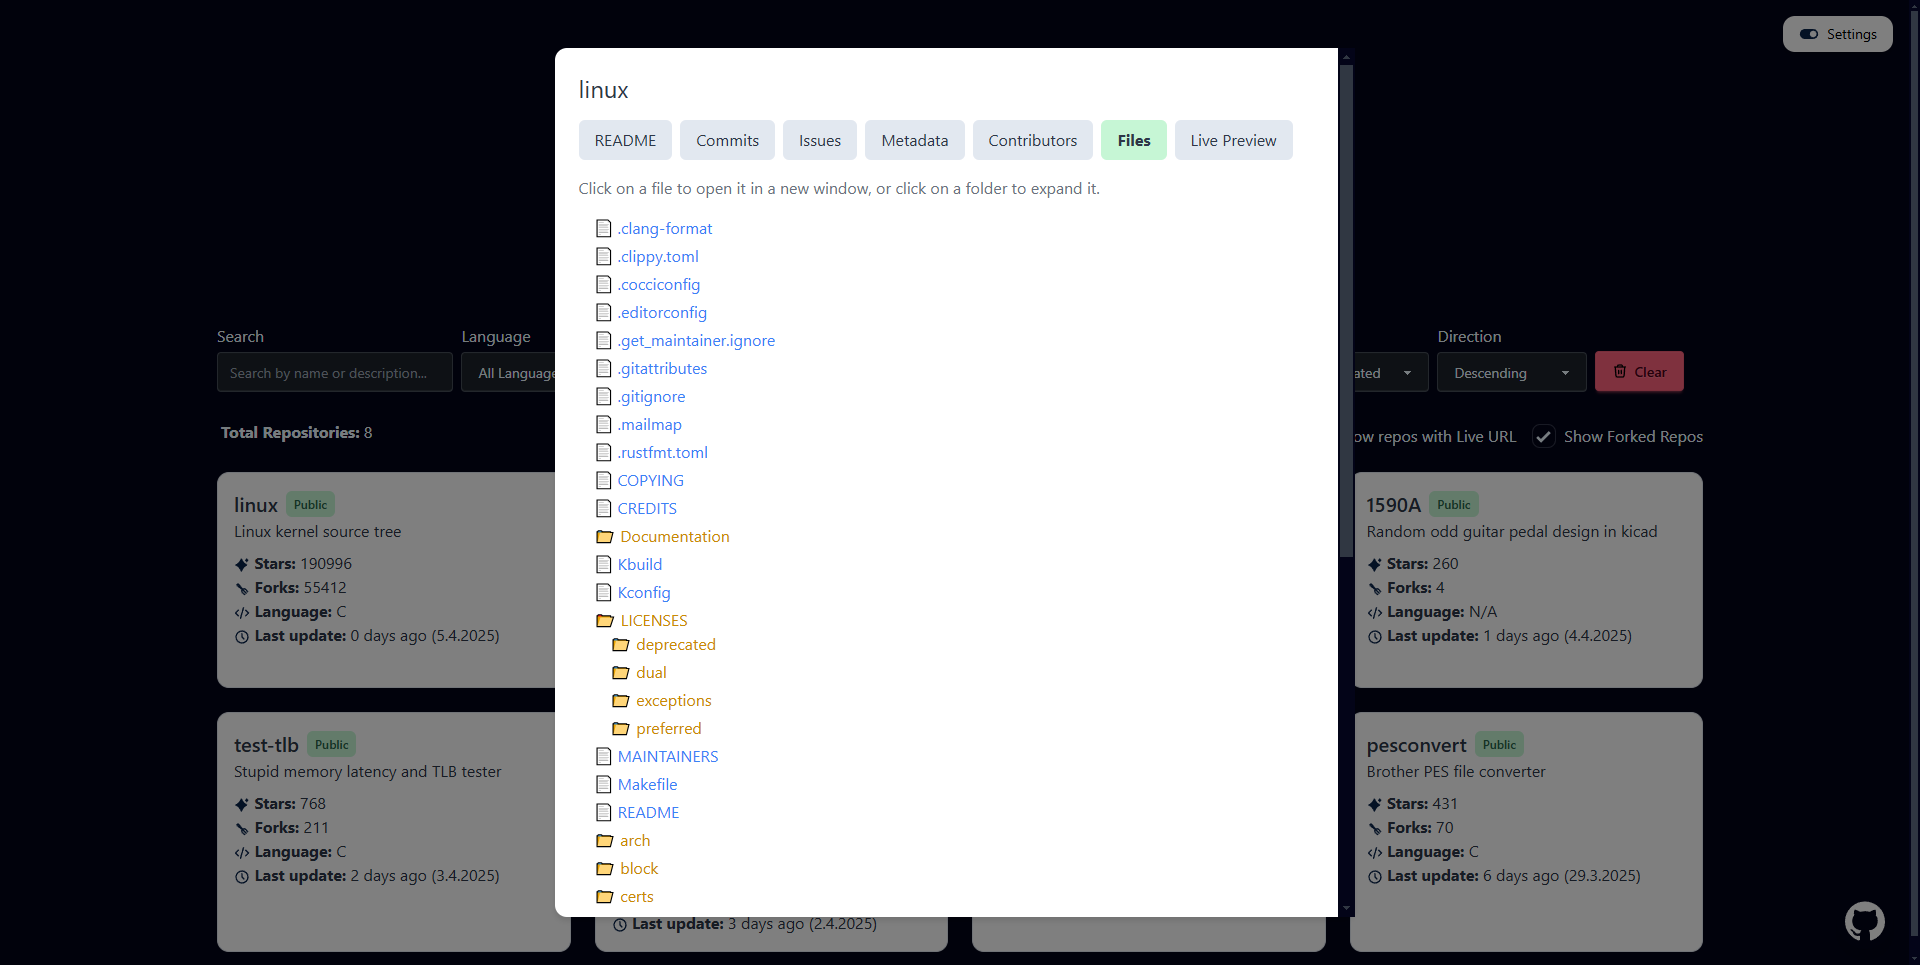 Settings
linux
README Commits Issues Metadata Contributors Files Live Preview
Click on a file to open it in a new window, or click on a folder to expand it.
.clang-format
.clippy.toml
.cocciconfig
.editorconfig
.get_maintainer.ignore
.gitattributes
.gitignore
.mailmap
.rustfmt.toml
COPYING
CREDITS
Documentation
Kbuild
Kconfig
LICENSES
deprecated
dual
exceptions
preferred
MAINTAINERS
Makefile
README
arch
block
certs
Search Language Direction
Search by name or description... All Language ated Descending Clear
Total Repositories: 8 ow repos with Live URL Show Forked Repos
linux Public
Linux kernel source tree
Stars: 190996
Forks: 55412
Language: C
Last update: 0 days ago (5.4.2025)
1590A Public
Random odd guitar pedal design in kicad
Stars: 260
Forks: 4
Language: N/A
Last update: 1 days ago (4.4.2025)
test-tlb Public
Stupid memory latency and TLB tester
Stars: 768
Forks: 211
Language: C
Last update: 2 days ago (3.4.2025)
Last update: 3 days ago (2.4.2025)
pesconvert Public
Brother PES file converter
Stars: 431
Forks: 70
Language: C
Last update: 6 days ago (29.3.2025)